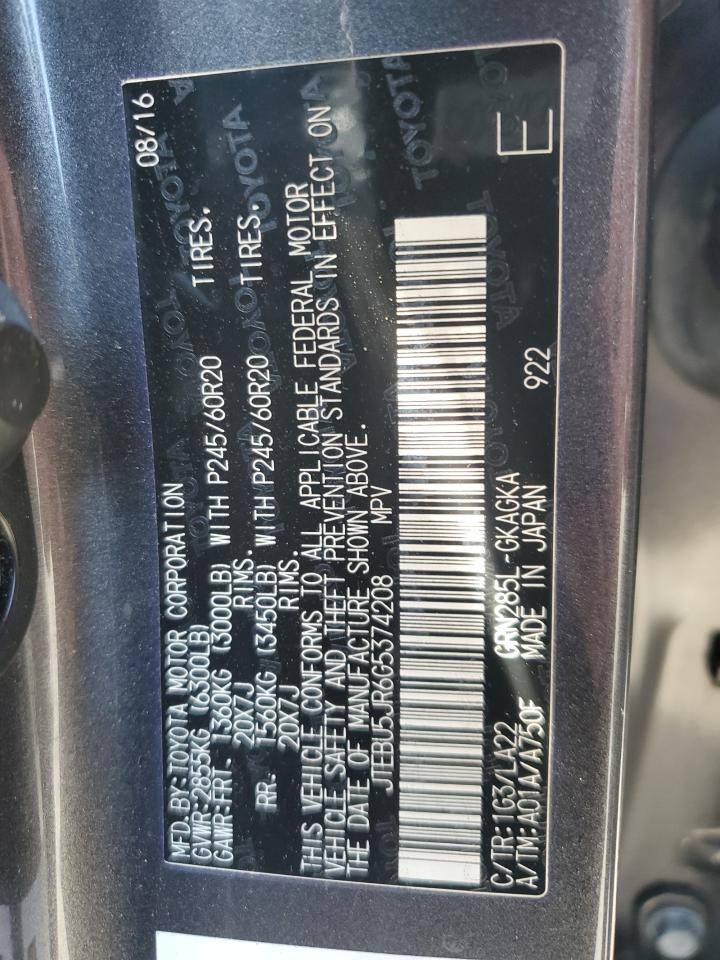 MFD.BY:TOYOTA MOTOR CORPORATION 08/16
GVWR:2855KG (6300LB)
GAWR:FRT. 1360KG (3000LB) WITH P245/60R20 TIRES.
20X7J RIMS.
RR. 1560KG (3450LB) WITH P245/60R20 TIRES.
20X7J RIMS.
THIS VEHICLE CONFORMS TO ALL APPLICABLE FEDERAL MOTOR
VEHICLE SAFETY AND THEFT PREVENTION STANDARDS IN EFFECT ON
THE DATE OF MANUFACTURE SHOWN ABOVE.
JTEBU5JR6G5374208 MPV
C/TR:1G3/LA22 GRN285L-GKAGKA
A/TM:A01A/A750F MADE IN JAPAN 922
E